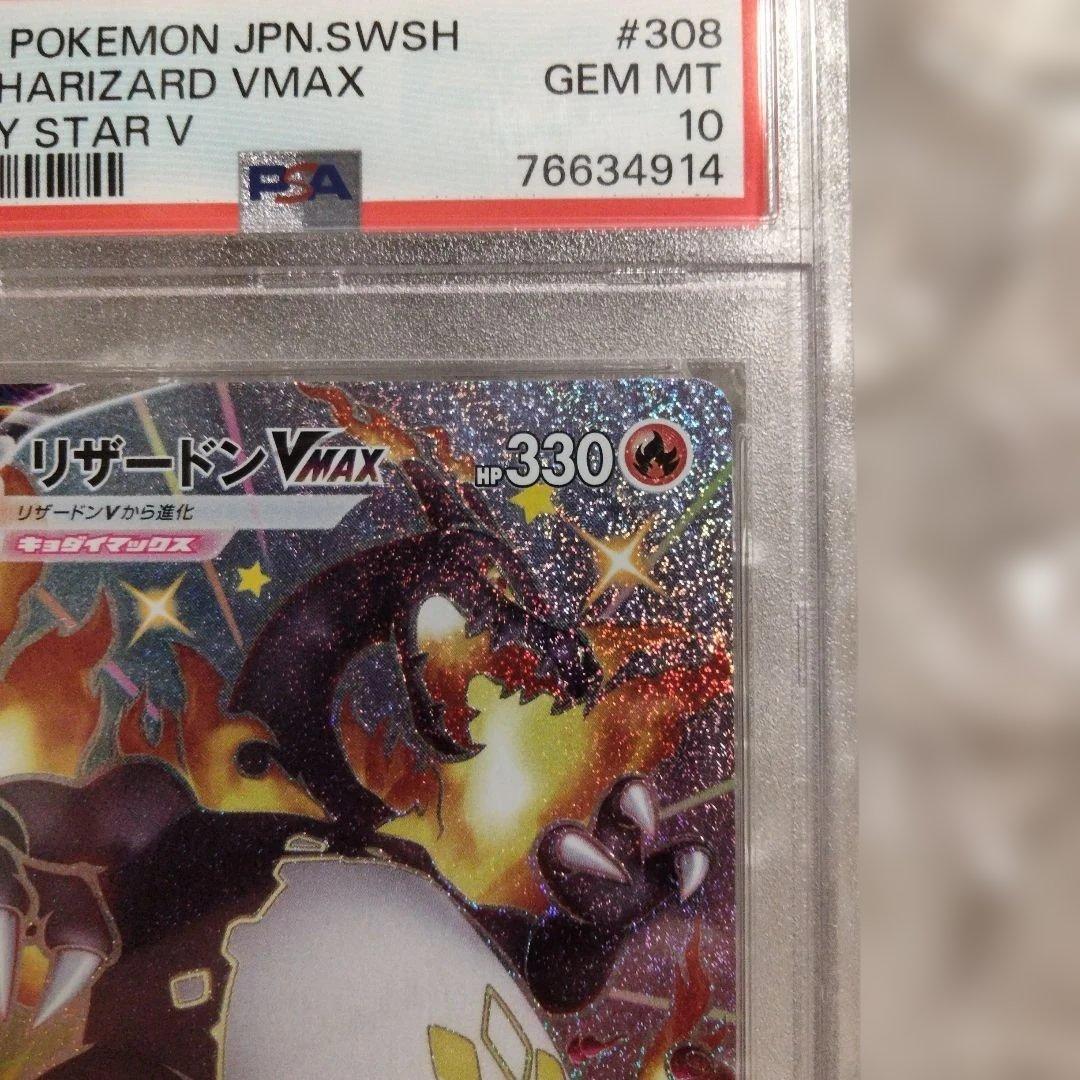 POKEMON JPN.SWSH #308
HARIZARD VMAX GEM MT
Y STAR V 10
PSA 76634914
リザードンVMAX HP330
リザードンVから進化
キョダイマックス